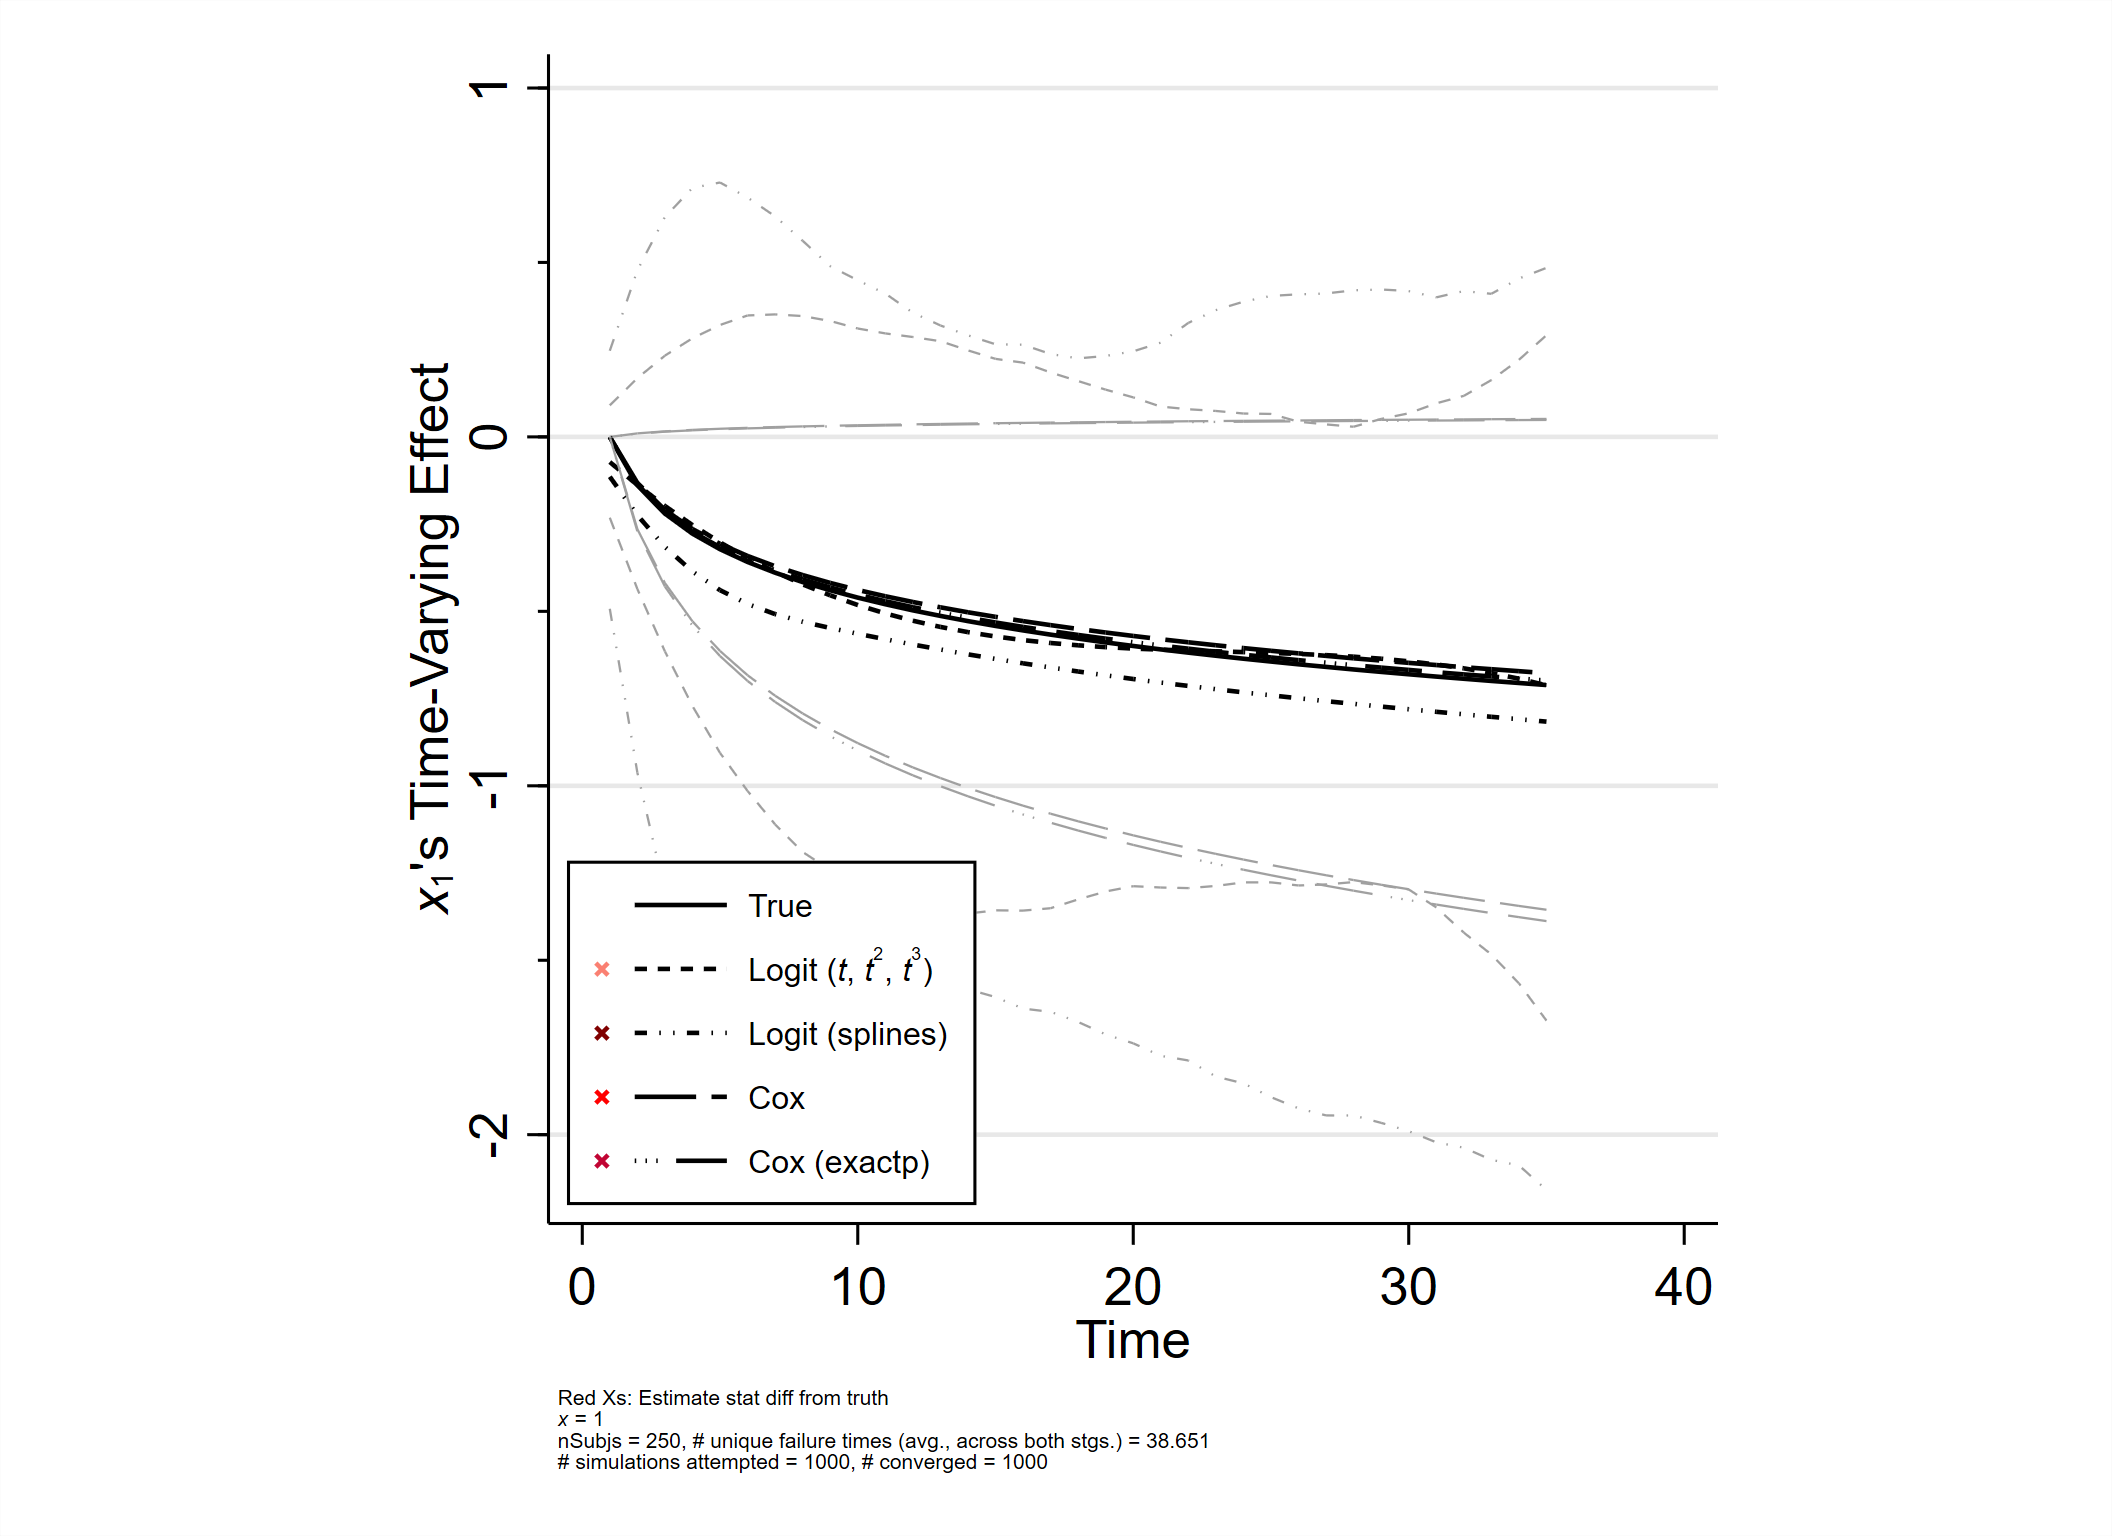 x₁'s Time-Varying Effect
1
0
-1
-2
True
Logit (t, t², t³)
Logit (splines)
Cox
Cox (exactp)
0 10 20 30 40
Time
Red Xs: Estimate stat diff from truth
x = 1
nSubjs = 250, # unique failure times (avg., across both stgs.) = 38.651
# simulations attempted = 1000, # converged = 1000